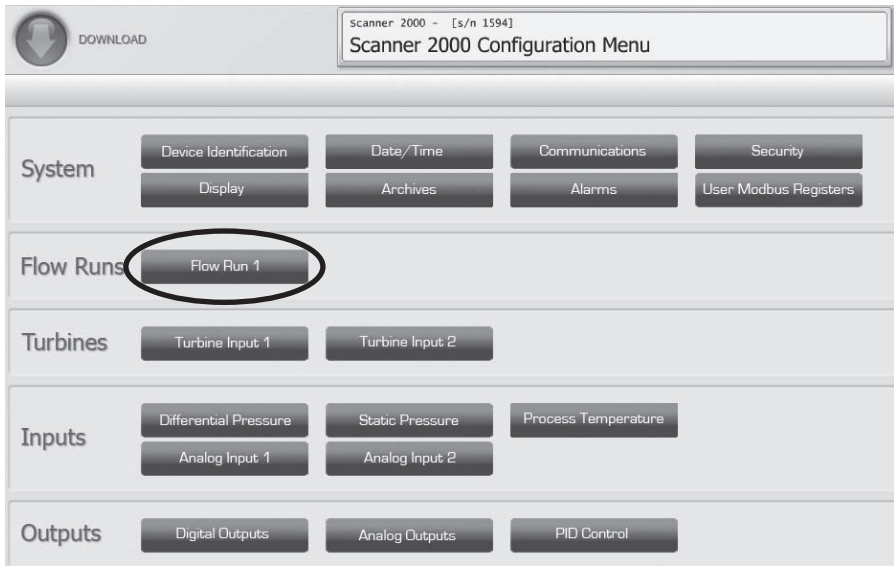 DOWNLOAD
Scanner 2000 - [s/n 1594]
Scanner 2000 Configuration Menu
System
Device Identification
Date/Time
Communications
Security
Display
Archives
Alarms
User Modbus Registers
Flow Runs
Flow Run 1
Turbines
Turbine Input 1
Turbine Input 2
Inputs
Differential Pressure
Static Pressure
Process Temperature
Analog Input 1
Analog Input 2
Outputs
Digital Outputs
Analog Outputs
PID Control